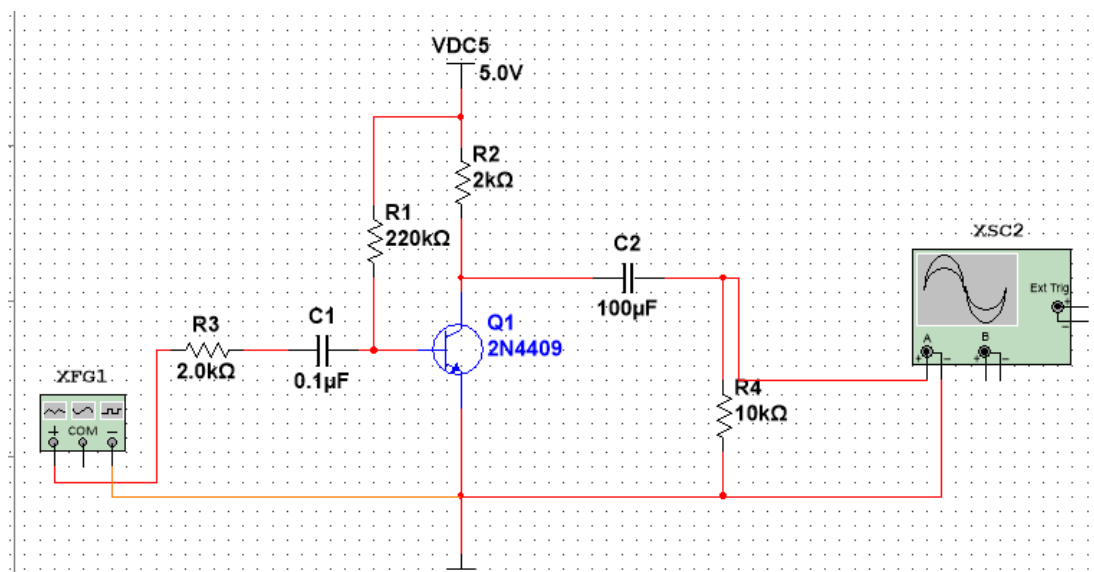 VDC5
5.0V
R2
2kΩ
R1
220kΩ
C2
100µF
XSC2
Ext Trig
+
−
A
B
+ −
+ −
R3
2.0kΩ
C1
0.1µF
Q1
2N4409
XFG1
+ COM −
R4
10kΩ